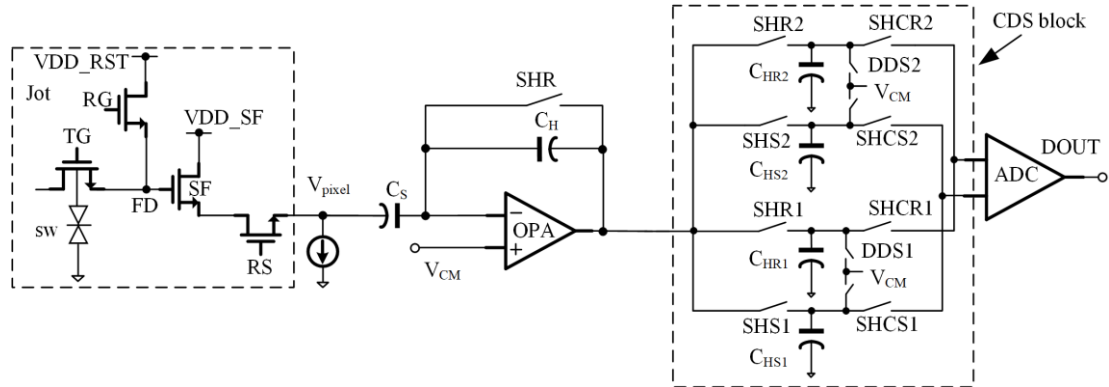 SHR2
SHCR2
CDS block
VDD_RST
Jot
C_HR2
DDS2
SHR
V_CM
RG
VDD_SF
C_H
SHS2
SHCS2
TG
C_HS2
DOUT
SF
V_pixel
C_S
ADC
FD
SHR1
SHCR1
sw
OPA
DDS1
RS
V_CM
C_HR1
V_CM
SHS1
SHCS1
C_HS1